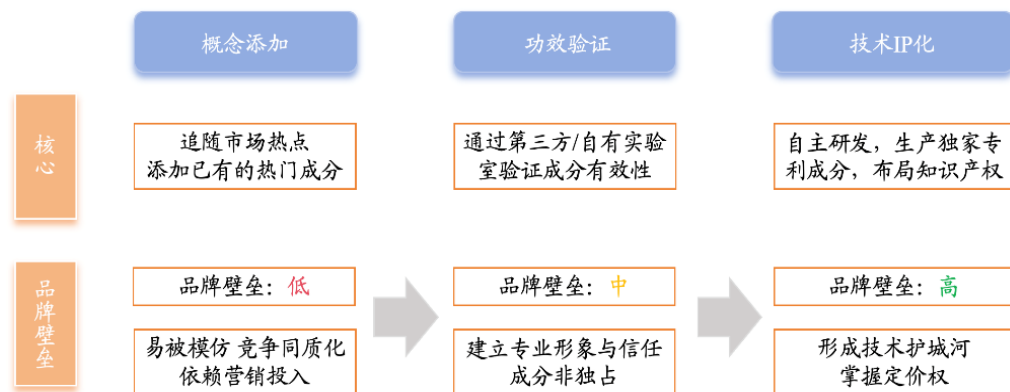 概念添加
功效验证
技术IP化
核心
追随市场热点
添加已有的热门成分
通过第三方/自有实验
室验证成分有效性
自主研发，生产独家专
利成分，布局知识产权
品牌壁垒
品牌壁垒：低
品牌壁垒：中
品牌壁垒：高
易被模仿 竞争同质化
依赖营销投入
建立专业形象与信任
成分非独占
形成技术护城河
掌握定价权